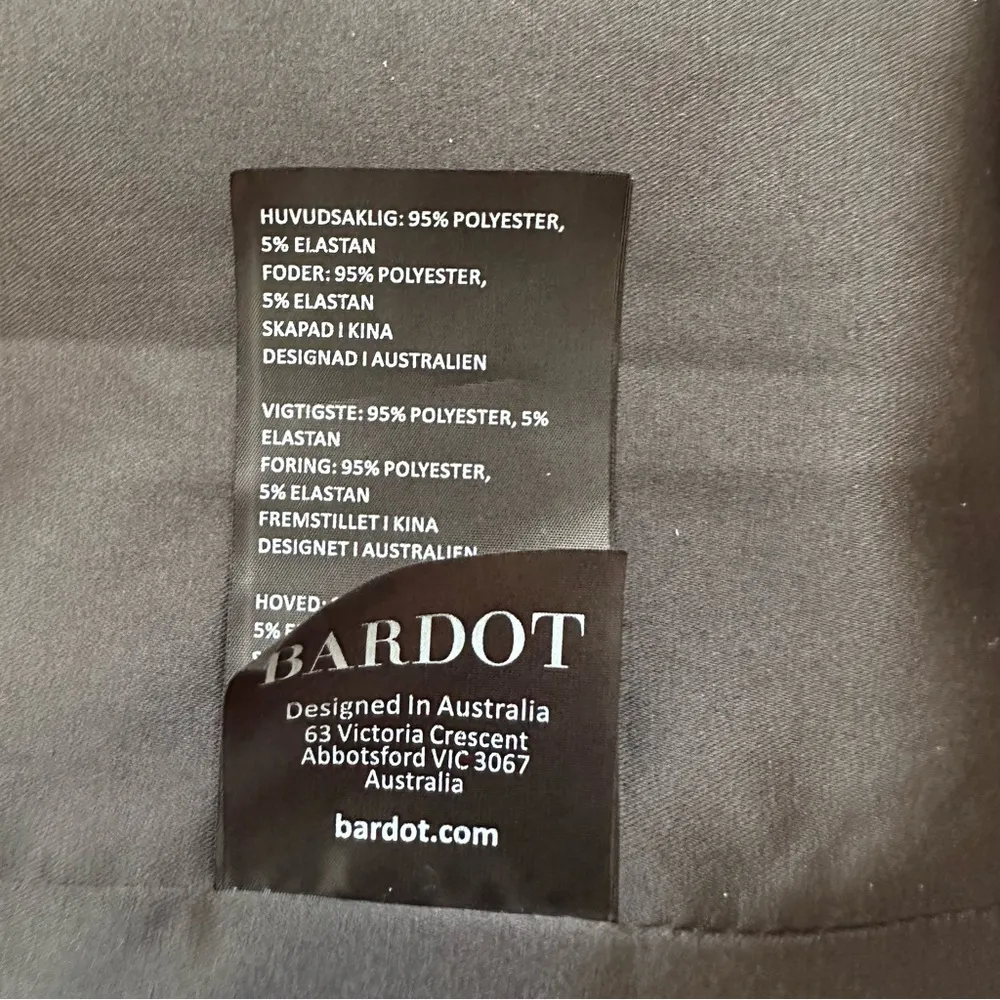 HUVUDSAKLIG: 95% POLYESTER,
5% ELASTAN
FODER: 95% POLYESTER,
5% ELASTAN
SKAPAD I KINA
DESIGNAD I AUSTRALIEN
VIGTIGSTE: 95% POLYESTER, 5%
ELASTAN
FORING: 95% POLYESTER,
5% ELASTAN
FREMSTILLET I KINA
DESIGNET I AUSTRALIEN
HOVED:
5%
BARDOT
Designed In Australia
63 Victoria Crescent
Abbotsford VIC 3067
Australia
bardot.com